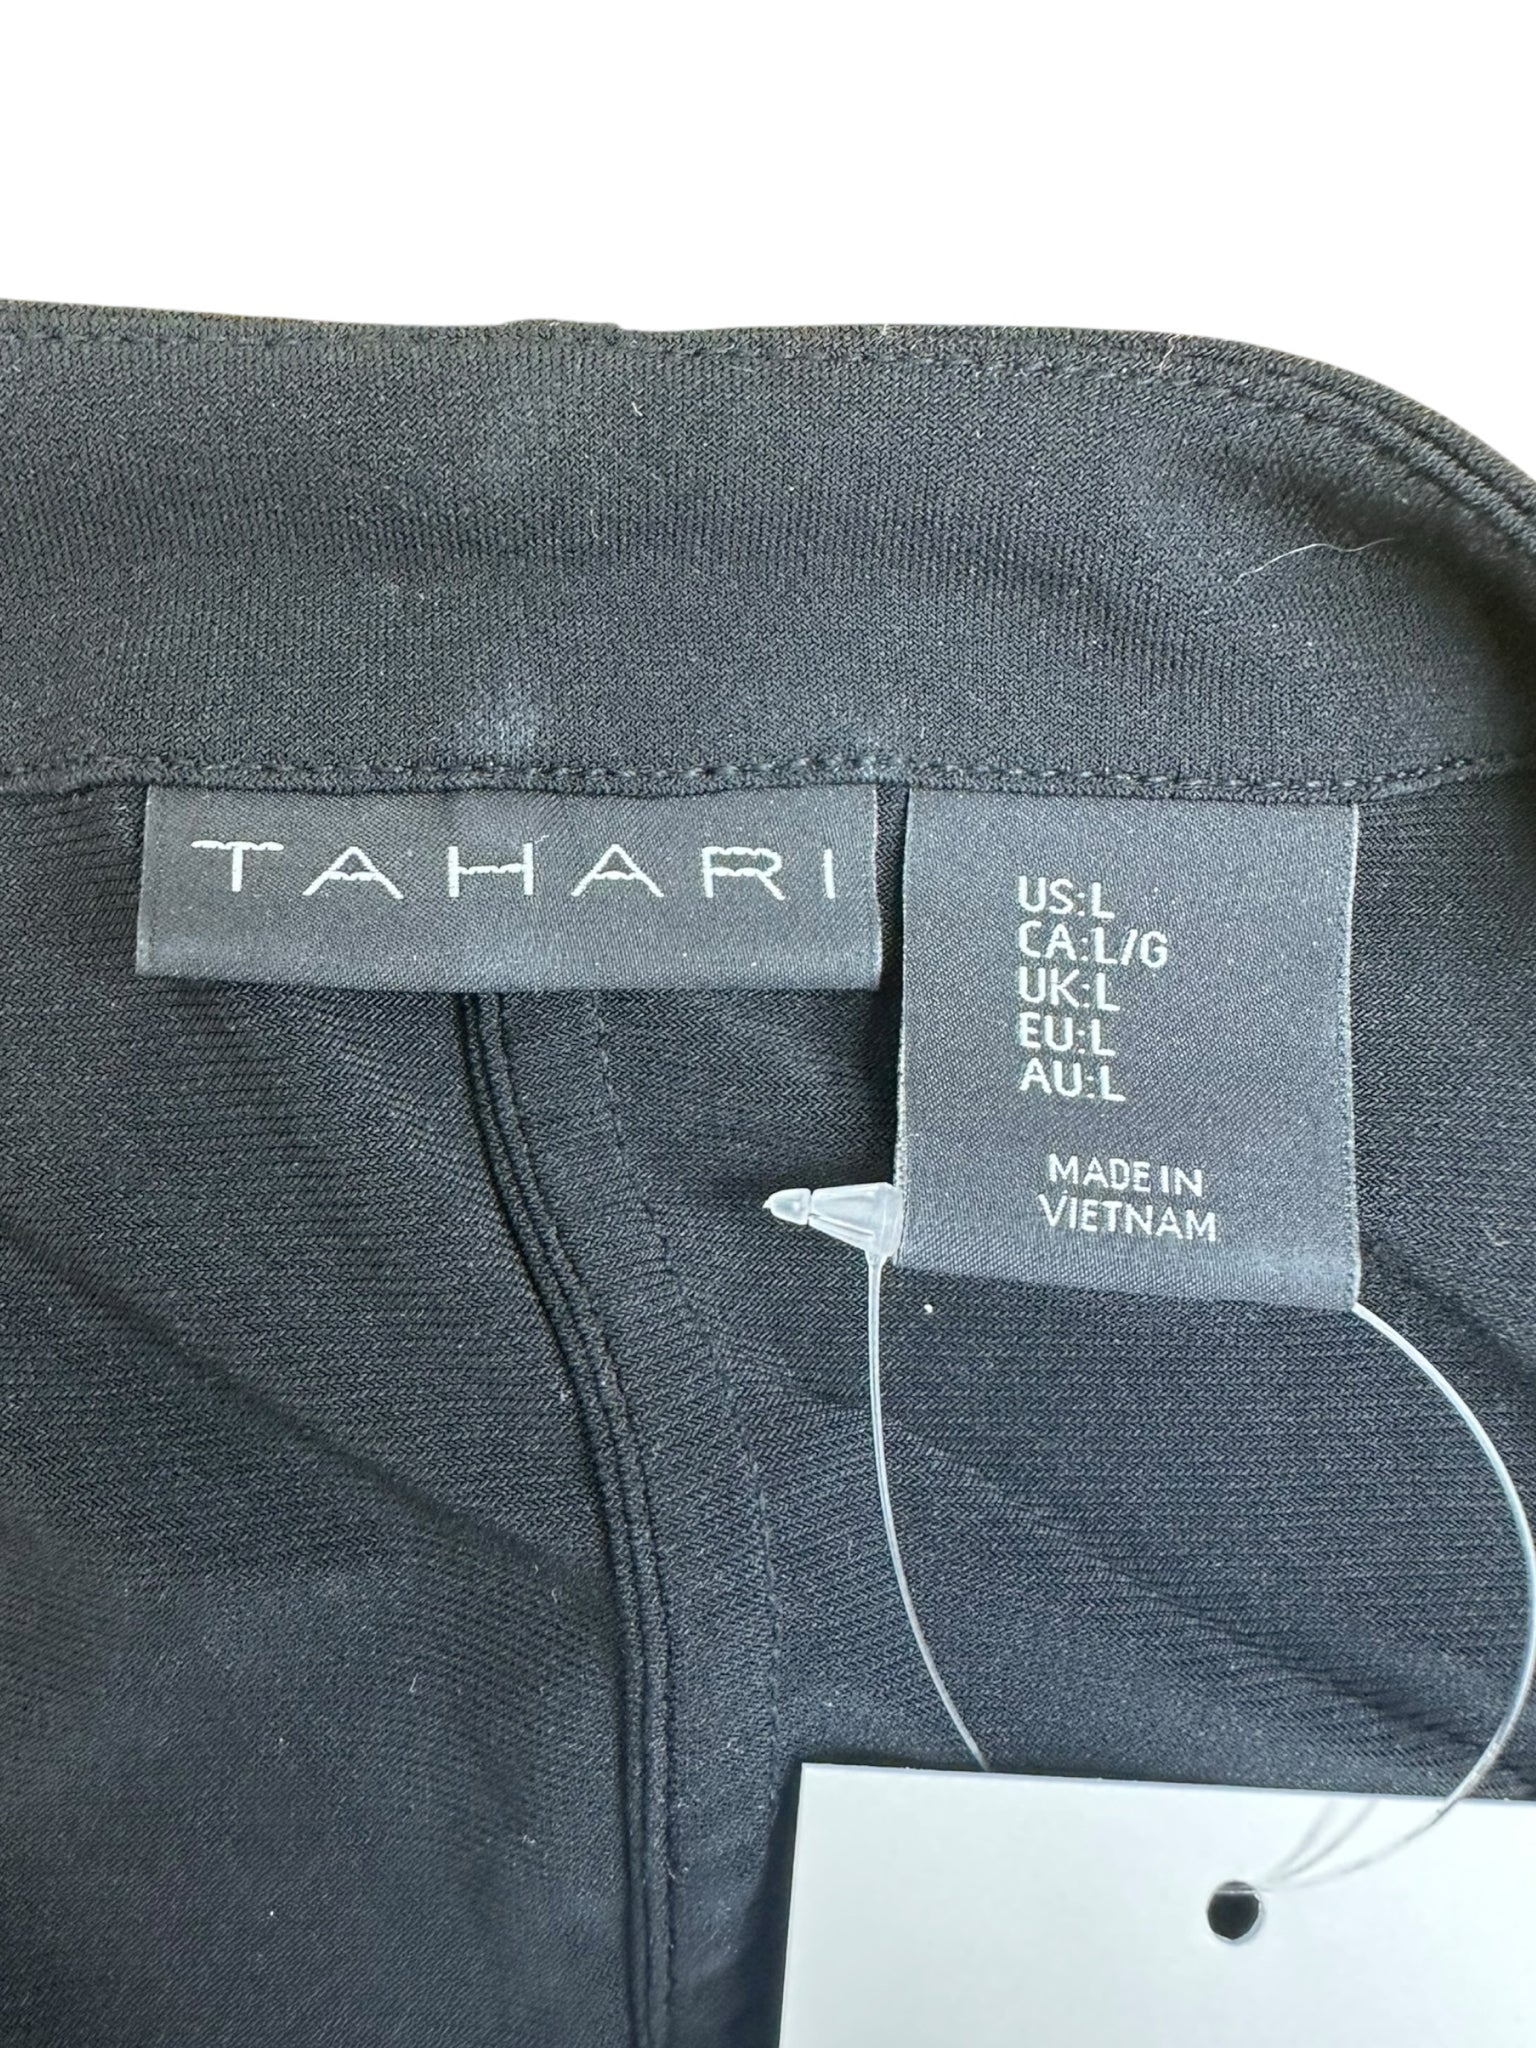 TAHARI
US:L
CA:L/G
UK:L
EU:L
AU:L
MADE IN
VIETNAM